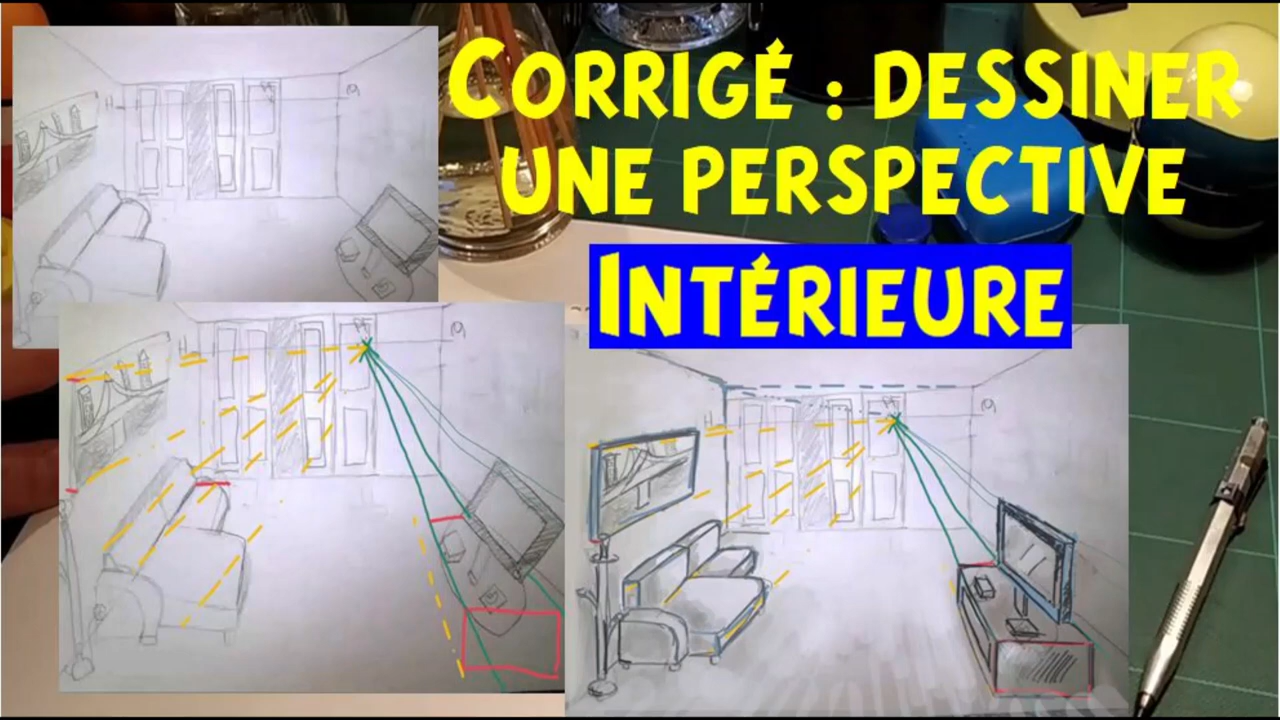 Corrigé : dessiner
une perspective
Intérieure